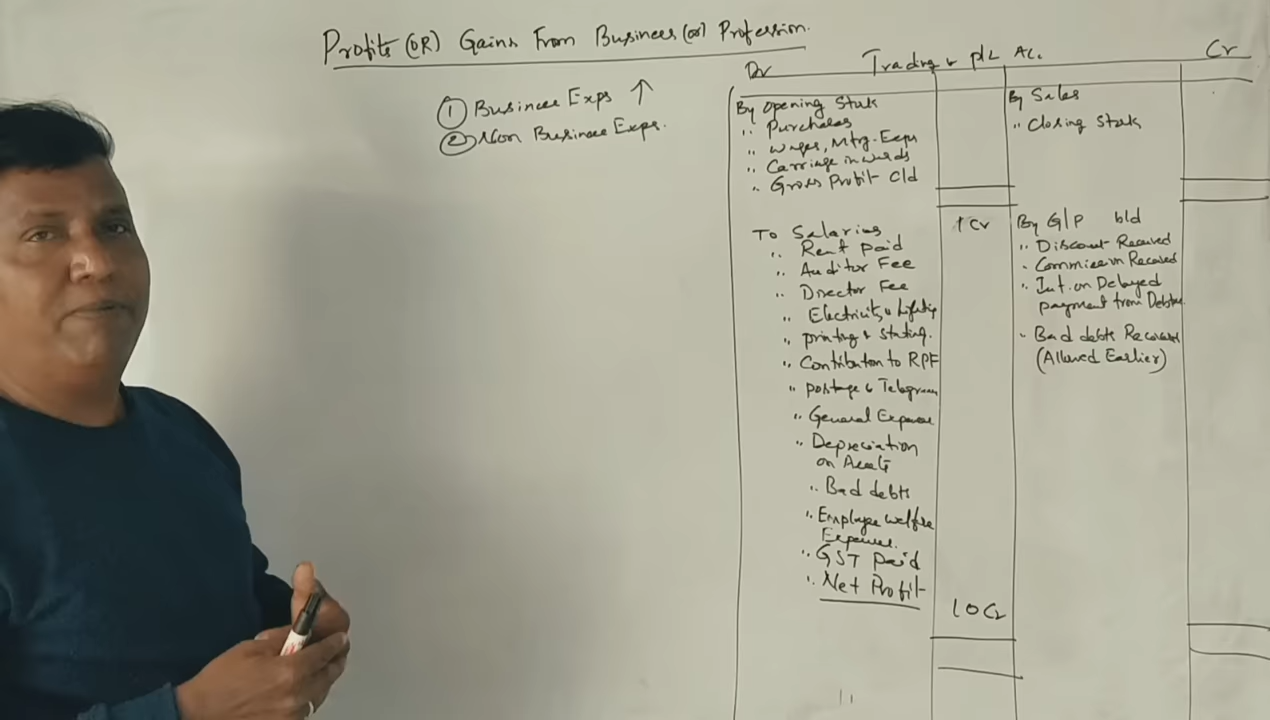 Profits (OR) Gains From Business (or) Profession.
① Business Exps ↑
② Non Business Exps.
Dr Trading & P/L Ac. Cr
By Opening Stock
" Purchases
" Wages, Mfg. Exps
" Carriage inwards
" Gross Profit C/d
By Sales
" Closing Stock
To Salaries 1 Cr
" Rent paid
" Auditor Fee
" Director Fee
" Electricity & Lighting
" printing & Stating.
" Contribution to RPF
" postage & Telegram
" General Expense
" Depreciation
on Assets
" Bad debts
" Employee welfare
Expense.
" GST Paid
" Net Profit
10 Cr
By G/P b/d
" Discount Received
" Commission Received
" Int. on Delayed
payment from Debtors
" Bad debts Recovered
(Allowed Earlier)